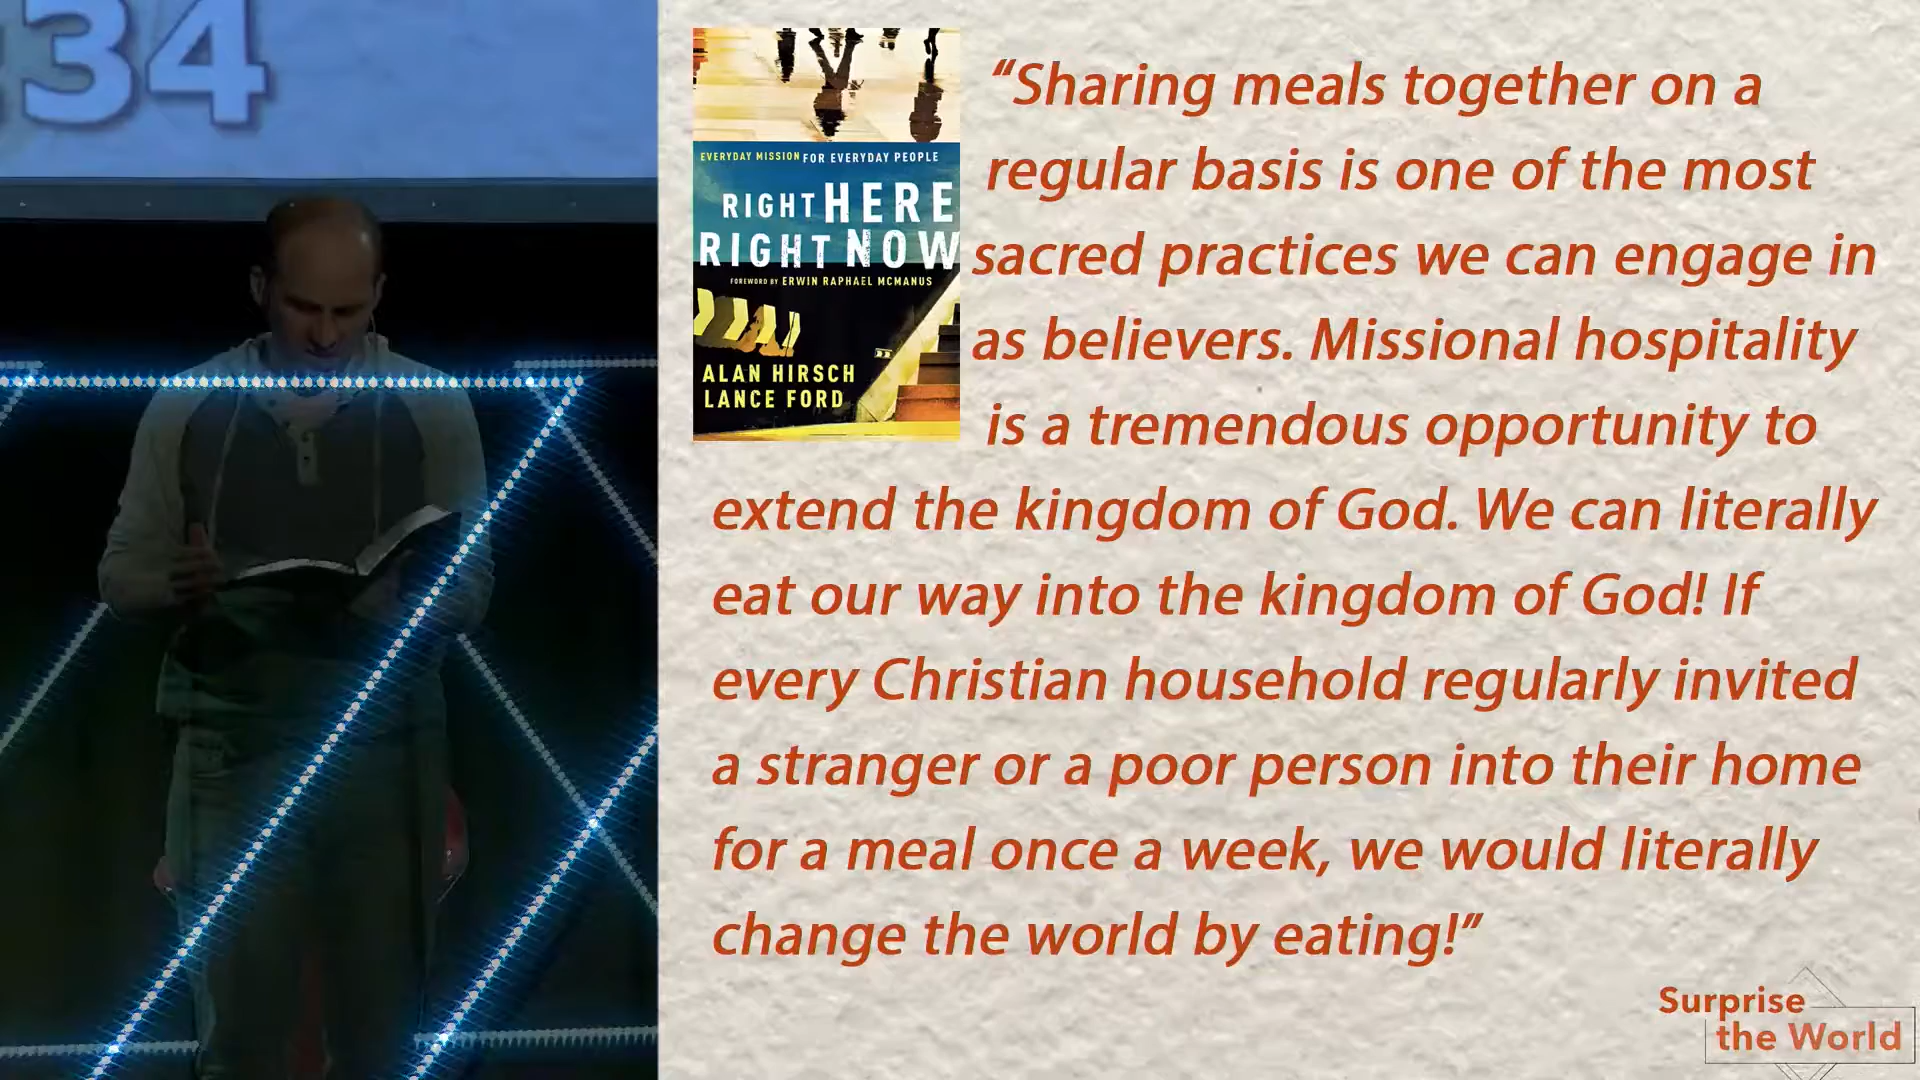 34
EVERYDAY MISSION FOR EVERYDAY PEOPLE
RIGHT HERE
RIGHT NOW
FOREWORD BY ERWIN RAPHAEL MCMANUS
ALAN HIRSCH
LANCE FORD
“Sharing meals together on a
regular basis is one of the most
sacred practices we can engage in
as believers. Missional hospitality
is a tremendous opportunity to
extend the kingdom of God. We can literally
eat our way into the kingdom of God! If
every Christian household regularly invited
a stranger or a poor person into their home
for a meal once a week, we would literally
change the world by eating!”
Surprise
the World